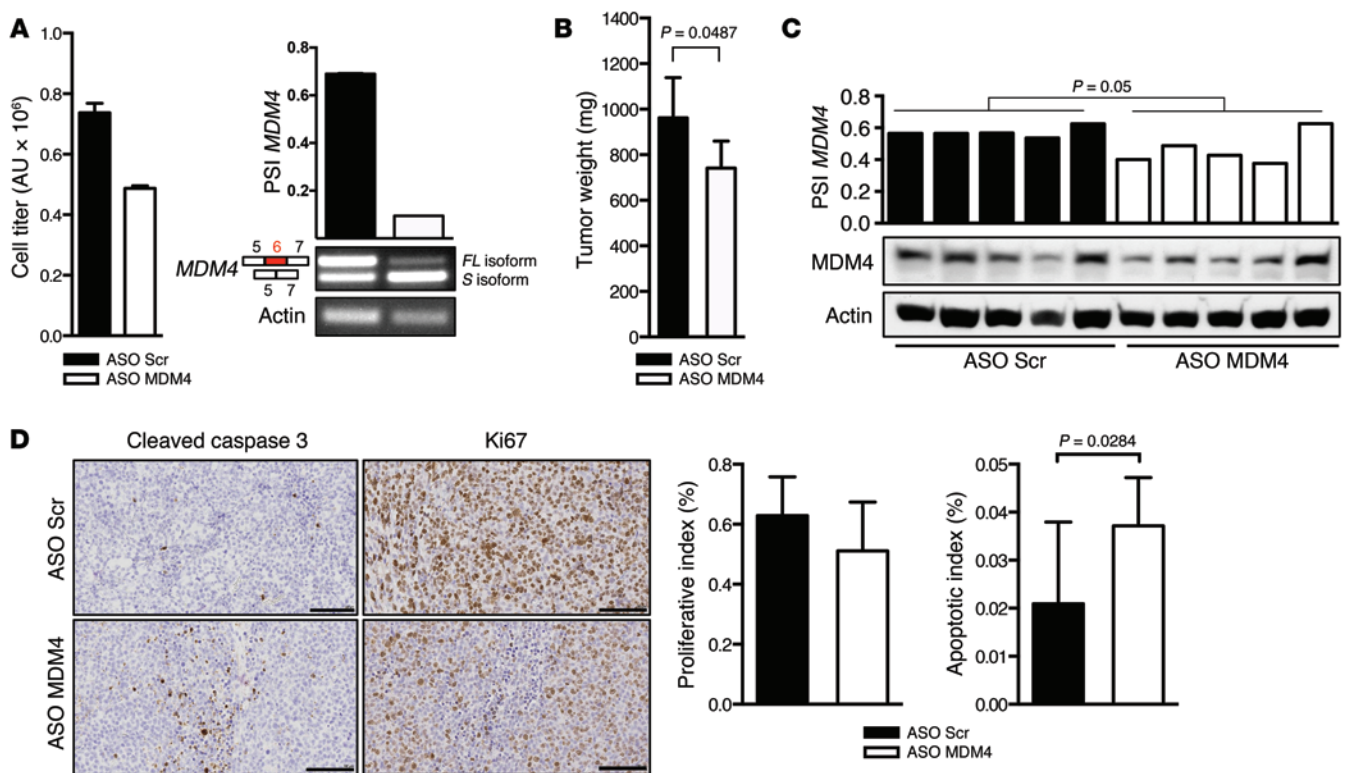 A
Cell titer (AU × 10⁶)
1.0
0.8
0.6
0.4
0.2
0.0
ASO Scr
ASO MDM4
PSI MDM4
0.8
0.6
0.4
0.2
MDM4
5 6 7
5 7
FL isoform
S isoform
Actin
B
Tumor weight (mg)
1400
1200
1000
800
600
400
200
0
P = 0.0487
ASO Scr
ASO MDM4
C
PSI MDM4
0.8
0.6
0.4
0.2
0.0
P = 0.05
MDM4
Actin
ASO Scr
ASO MDM4
D
Cleaved caspase 3
Ki67
ASO Scr
ASO MDM4
Proliferative index (%)
0.8
0.6
0.4
0.2
0.0
Apoptotic index (%)
0.05
0.04
0.03
0.02
0.01
0.00
P = 0.0284
ASO Scr
ASO MDM4